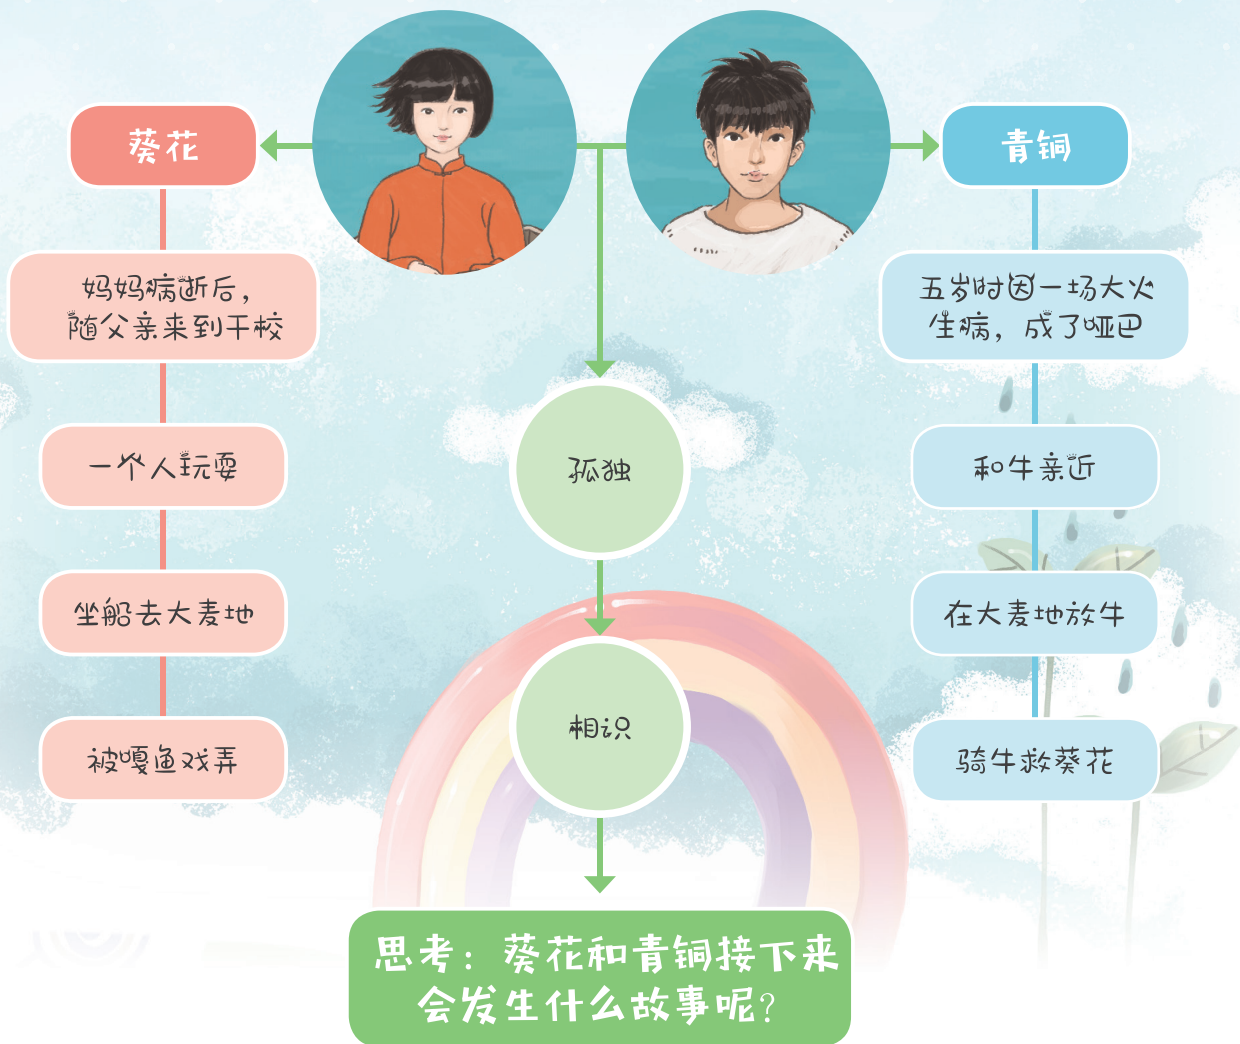 葵花
青铜
妈妈病逝后，
随父亲来到干校
一个人玩耍
坐船去大麦地
被嘎鱼戏弄
孤独
相识
五岁时因一场大火
生病，成了哑巴
和牛亲近
在大麦地放牛
骑牛救葵花
思考：葵花和青铜接下来
会发生什么故事呢？